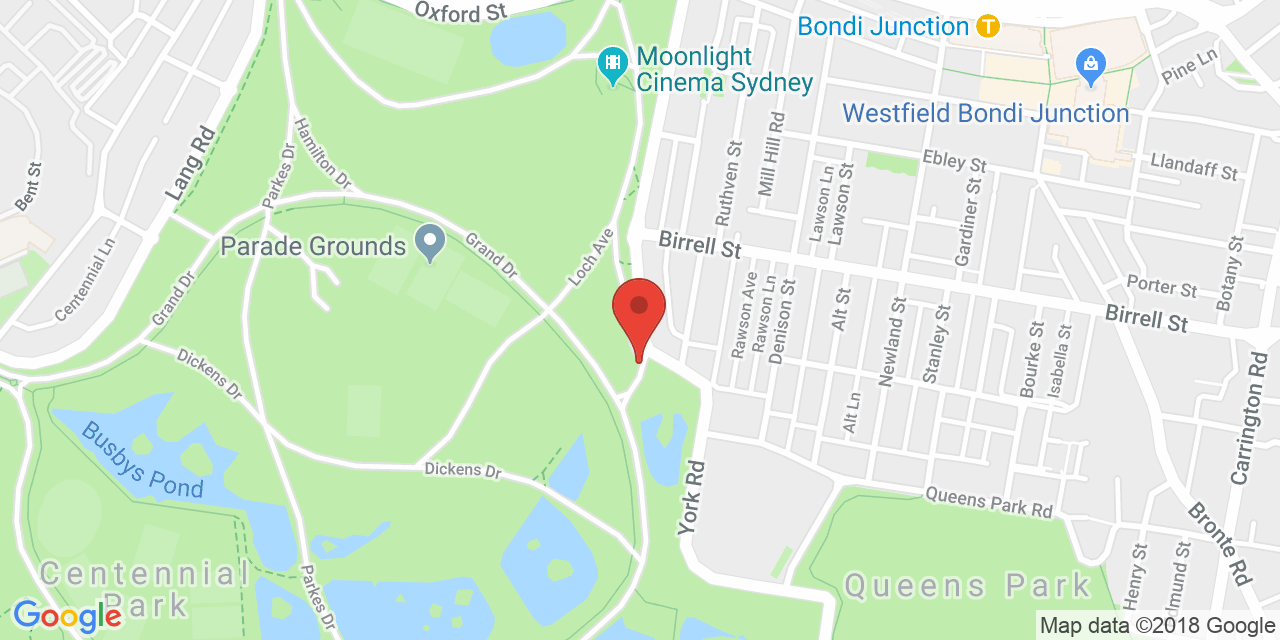 Oxford St
Bondi Junction
T
Moonlight
Cinema Sydney
Pine Ln
Westfield Bondi Junction
Lang Rd
Bent St
Parkes Dr
Hamilton Dr
Ruthven St
Mill Hill Rd
Ebley St
Llandaff St
Lawson Ln
Lawson St
Gardiner St
Centennial Ln
Parade Grounds
Grand Dr
Loch Ave
Birrell St
Botany St
Porter St
Grand Dr
Rawson Ave
Rawson Ln
Denison St
Alt St
Newland St
Stanley St
Bourke St
Isabella St
Birrell St
Dickens Dr
Carrington Rd
Alt Ln
Busbys Pond
Dickens Dr
York Rd
Queens Park Rd
Bronte Rd
Centennial
Park
Parkes Dr
Queens Park
Henry St
dmund St
Google
Map data ©2018 Google